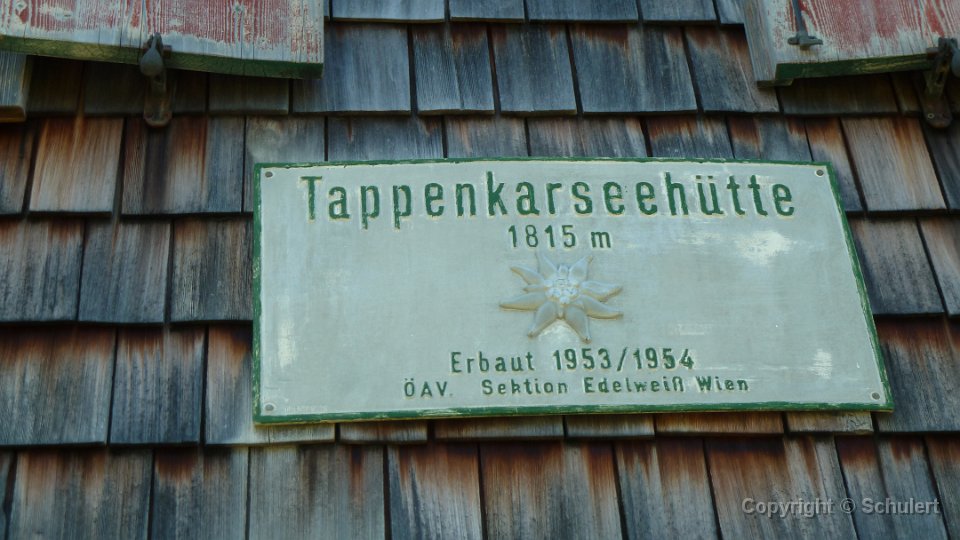 Tappenkarseehütte
1815 m
Erbaut 1953/1954
ÖAV. Sektion Edelweiß Wien
Copyright © Schulert